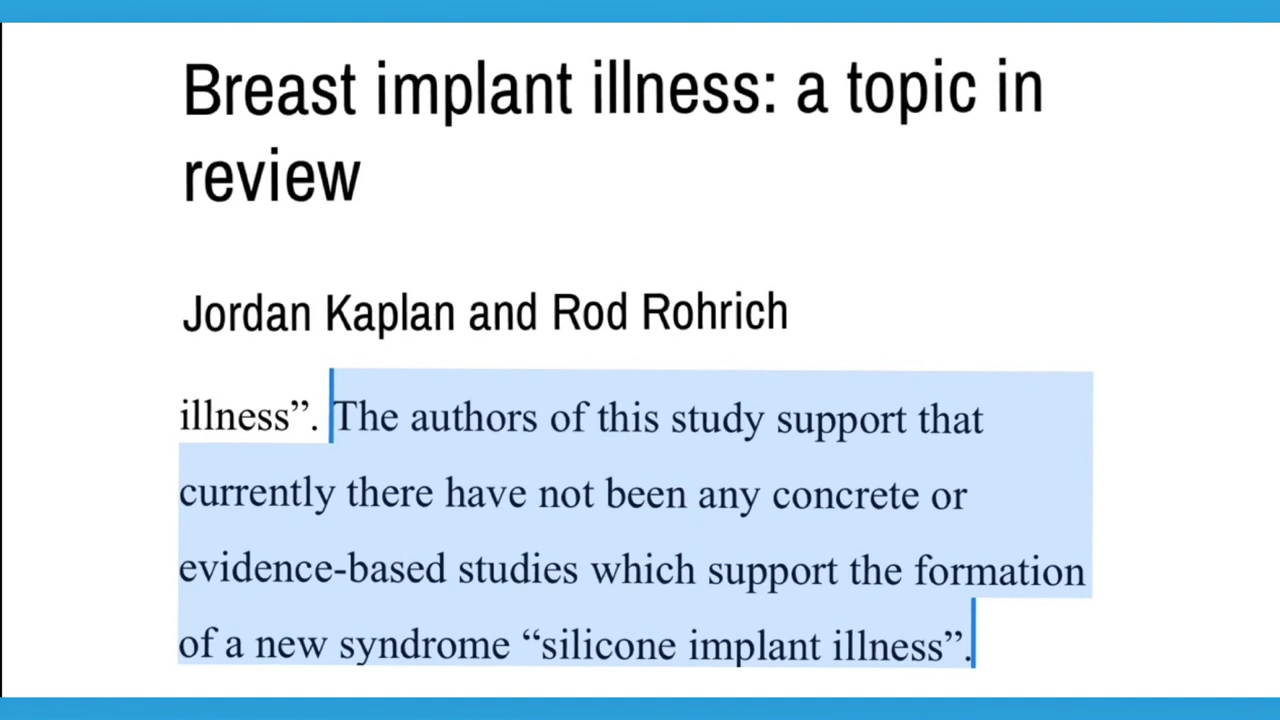 Breast implant illness: a topic in
review
Jordan Kaplan and Rod Rohrich
illness”. The authors of this study support that
currently there have not been any concrete or
evidence-based studies which support the formation
of a new syndrome “silicone implant illness”.